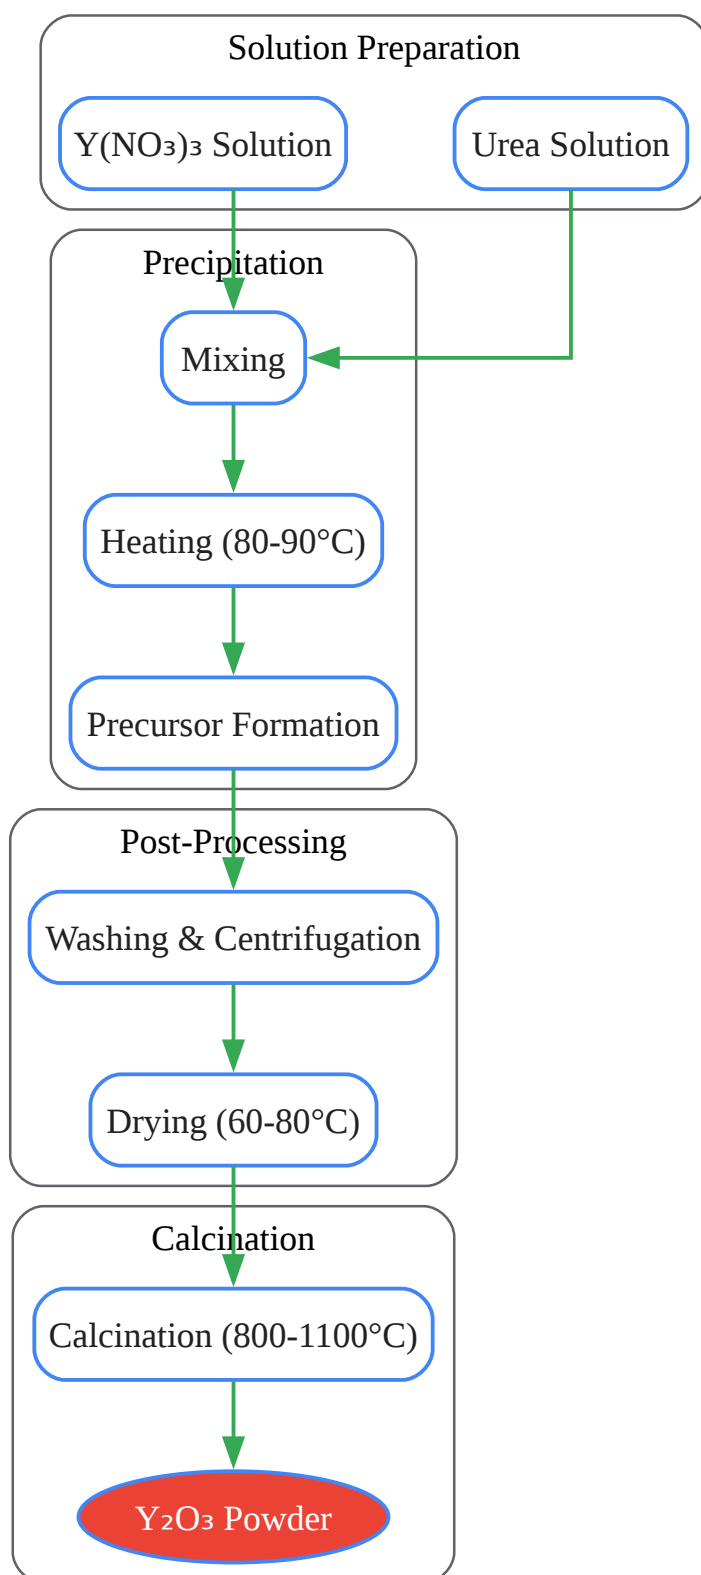 Solution Preparation
Y(NO₃)₃ Solution
Urea Solution
Precipitation
Mixing
Heating (80-90°C)
Precursor Formation
Post-Processing
Washing & Centrifugation
Drying (60-80°C)
Calcination
Calcination (800-1100°C)
Y₂O₃ Powder